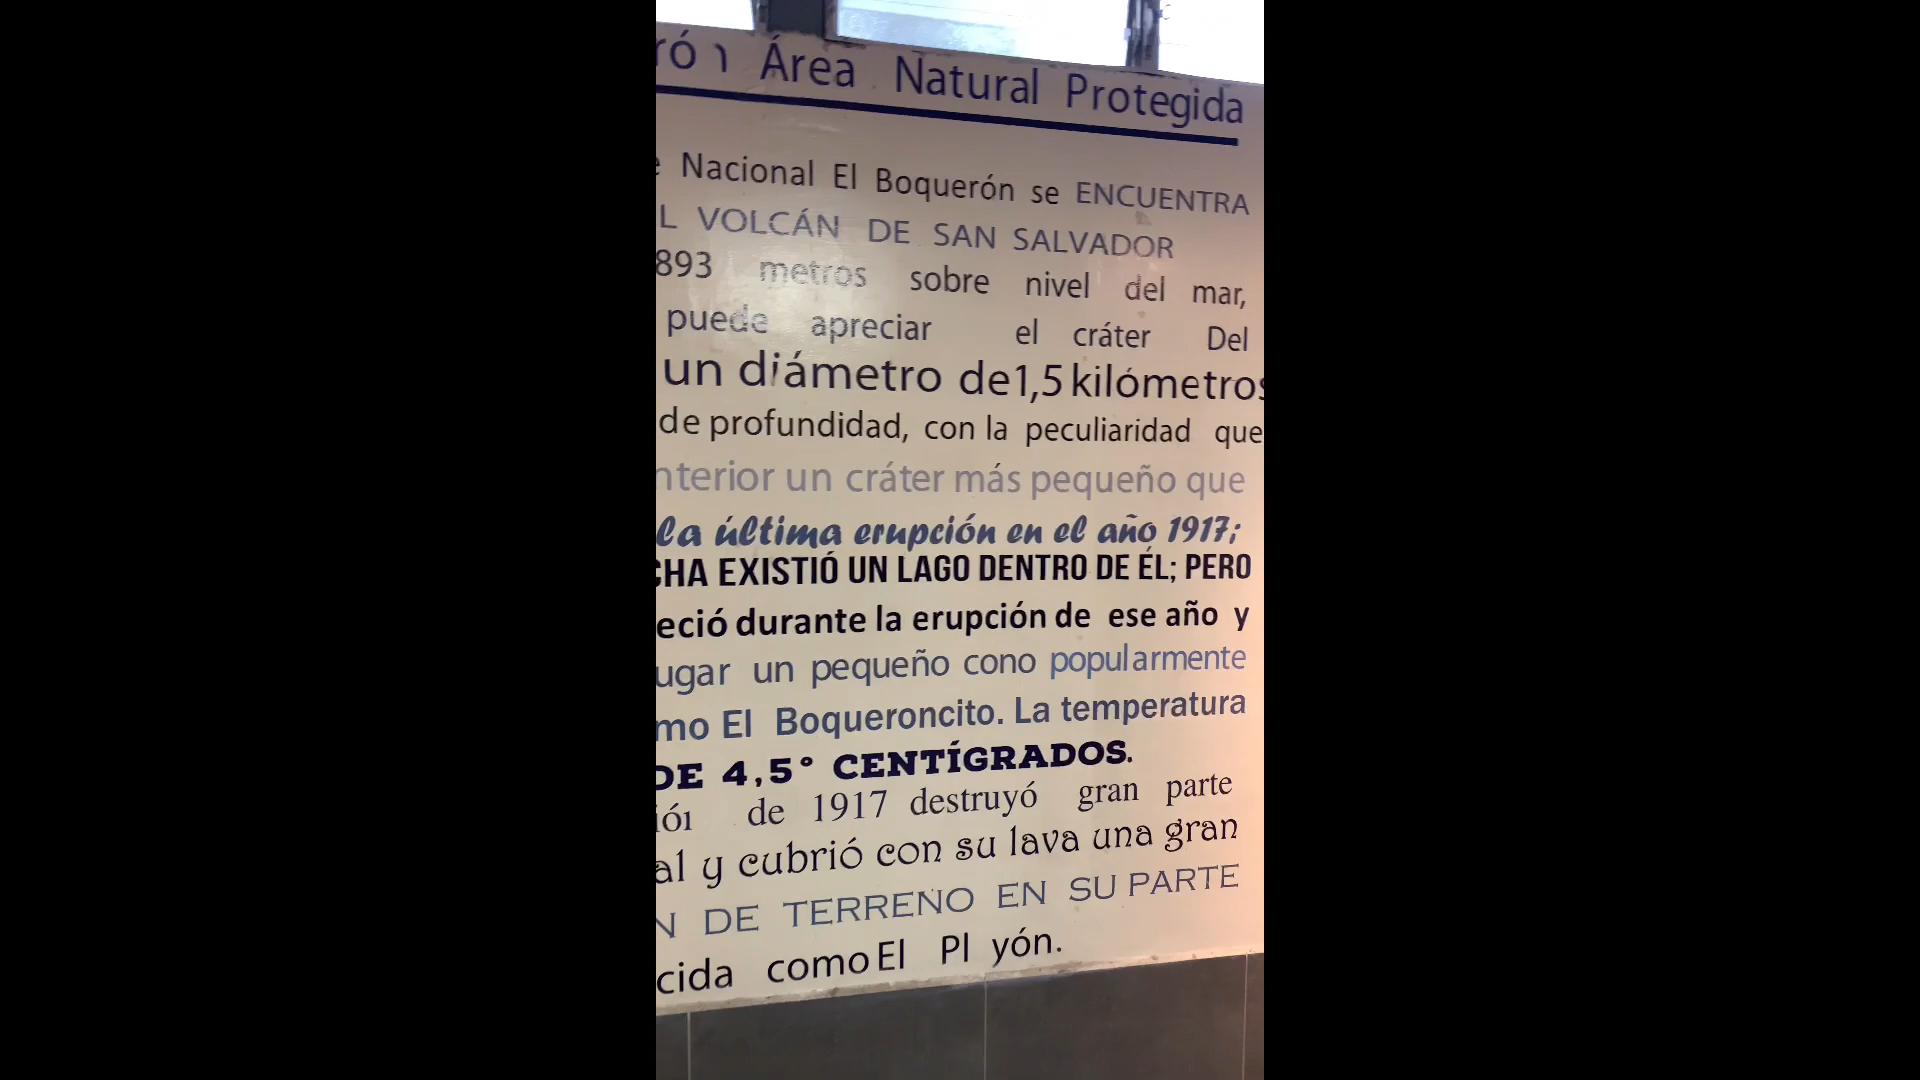 Área Natural Protegida
Nacional El Boquerón se ENCUENTRA
VOLCÁN DE SAN SALVADOR
893 metros sobre nivel del mar,
puede apreciar el cráter Del
un diámetro de1,5 kilómetros
de profundidad, con la peculiaridad que
nterior un cráter más pequeño que
la última erupción en el año 1917;
CHA EXISTIÓ UN LAGO DENTRO DE ÉL; PERO
eció durante la erupción de ese año y
ugar un pequeño cono popularmente
mo El Boqueroncito. La temperatura
DE 4,5° CENTÍGRADOS.
de 1917 destruyó gran parte
al y cubrió con su lava una gran
N DE TERRENO EN SU PARTE
cida como El Pl yón.